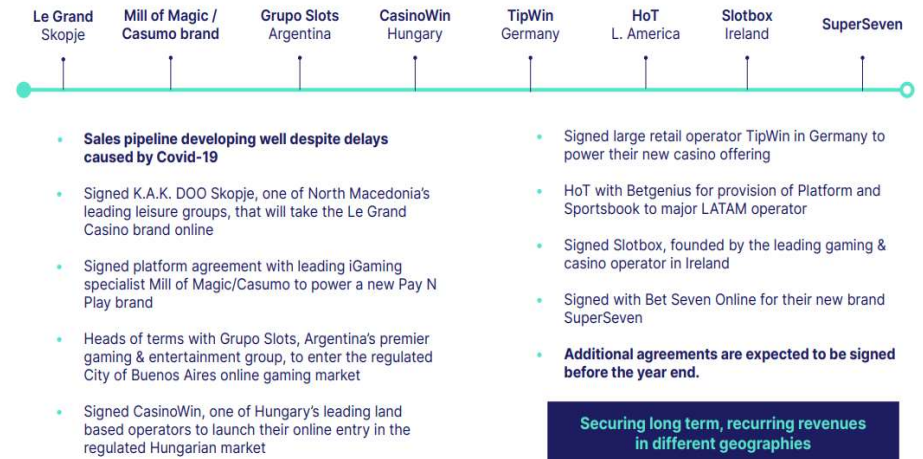 Le Grand
Skopje
Mill of Magic /
Casumo brand
Grupo Slots
Argentina
CasinoWin
Hungary
TipWin
Germany
HoT
L. America
Slotbox
Ireland
SuperSeven
• Sales pipeline developing well despite delays
caused by Covid-19
• Signed K.A.K. DOO Skopje, one of North Macedonia's
leading leisure groups, that will take the Le Grand
Casino brand online
• Signed platform agreement with leading iGaming
specialist Mill of Magic/Casumo to power a new Pay N
Play brand
• Heads of terms with Grupo Slots, Argentina's premier
gaming & entertainment group, to enter the regulated
City of Buenos Aires online gaming market
• Signed CasinoWin, one of Hungary's leading land
based operators to launch their online entry in the
regulated Hungarian market
• Signed large retail operator TipWin in Germany to
power their new casino offering
• HoT with Betgenius for provision of Platform and
Sportsbook to major LATAM operator
• Signed Slotbox, founded by the leading gaming &
casino operator in Ireland
• Signed with Bet Seven Online for their new brand
SuperSeven
• Additional agreements are expected to be signed
before the year end.
Securing long term, recurring revenues
in different geographies